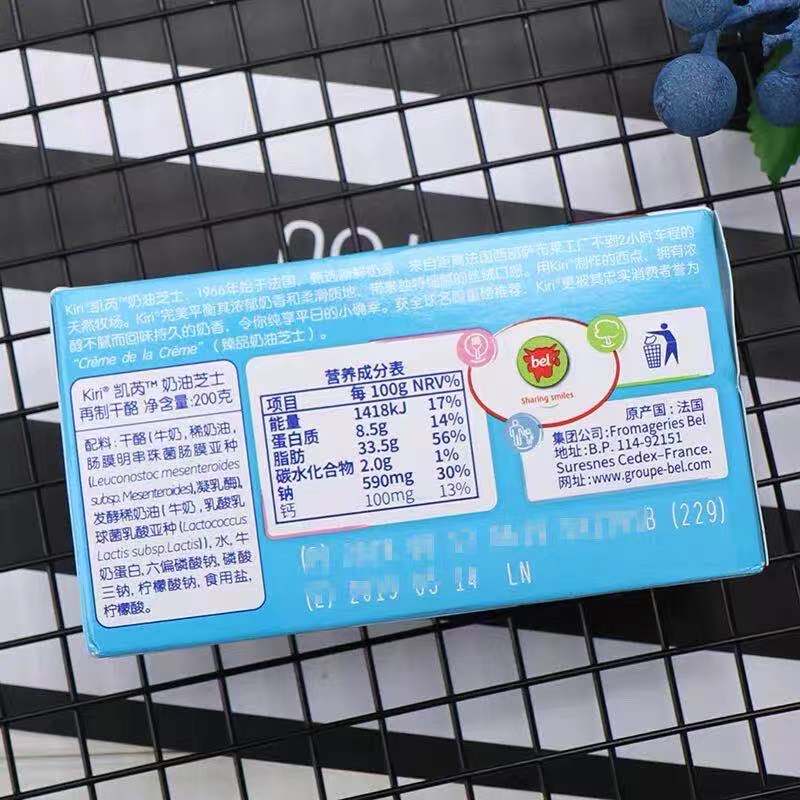 Kiri® 凯芮™奶油芝士，1966年始于法国，甄选新鲜奶源，来自距离法国西部萨布莱工厂不到2小时车程的
天然牧场。Kiri®完美平衡其浓郁奶香和柔滑质地，带来独特细腻的丝绒口感。用Kiri®制作的西点，拥有浓
醇不腻而回味持久的奶香，令你纯享平日的小确幸。获全球名厨重磅推荐，Kiri®更被其忠实消费者誉为
“Crème de la Crème”（臻品奶油芝士）。
Kiri® 凯芮™ 奶油芝士
再制干酪 净含量:200克
配料：干酪（牛奶，稀奶油，
肠膜明串珠菌肠膜亚种
(Leuconostoc mesenteroides
subsp. Mesenteroides),凝乳酶),
发酵稀奶油（牛奶，乳酸乳
球菌乳酸亚种(Lactococcus
Lactis subsp.Lactis)),水,牛
奶蛋白,六偏磷酸钠,磷酸
三钠,柠檬酸钠,食用盐,
柠檬酸。
营养成分表
项目 每 100g NRV%
能量 1418KJ 17%
蛋白质 8.5g 14%
脂肪 33.5g 56%
碳水化合物 2.0g 1%
钠 590mg 30%
钙 100mg 13%
bel
Sharing smiles
原产国：法国
集团公司:Fromageries Bel
地址:B.P. 114-92151
Suresnes Cedex–France.
网址:www.groupe-bel.com
B (229)
14 LN